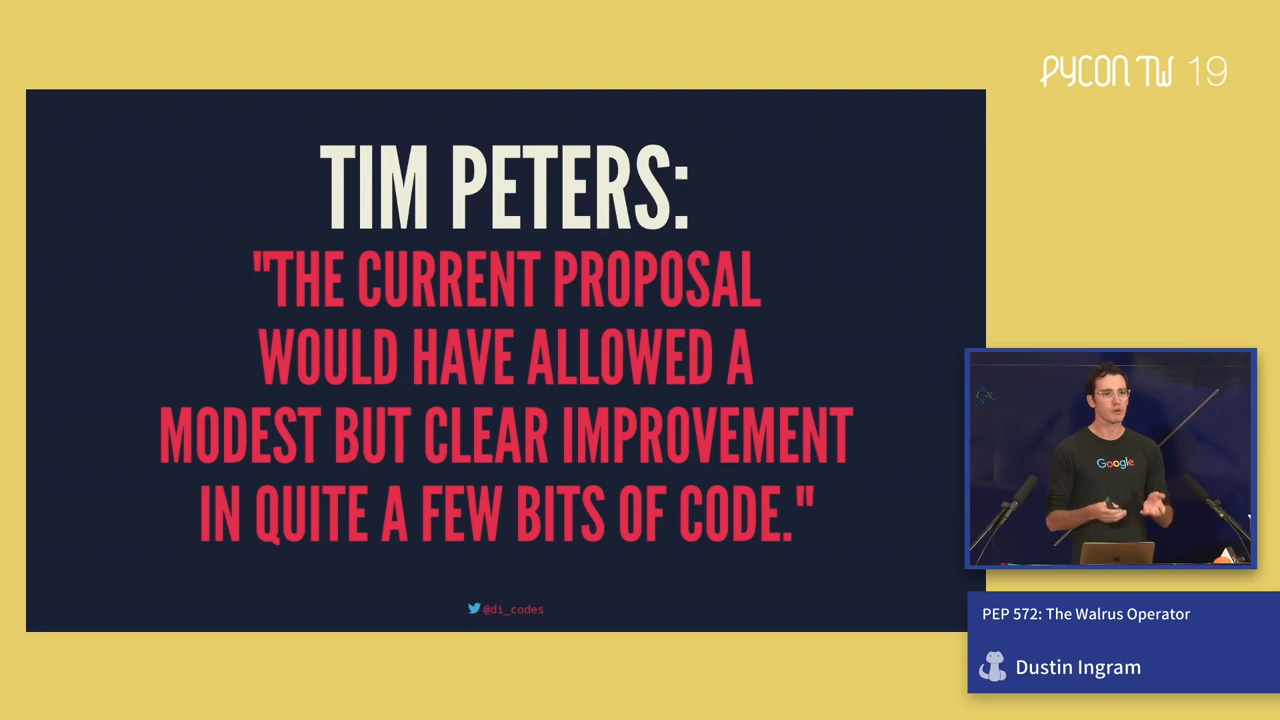 PYCON TW 19
TIM PETERS:
"THE CURRENT PROPOSAL
WOULD HAVE ALLOWED A
MODEST BUT CLEAR IMPROVEMENT
IN QUITE A FEW BITS OF CODE."
@di_codes
Google
PEP 572: The Walrus Operator
Dustin Ingram